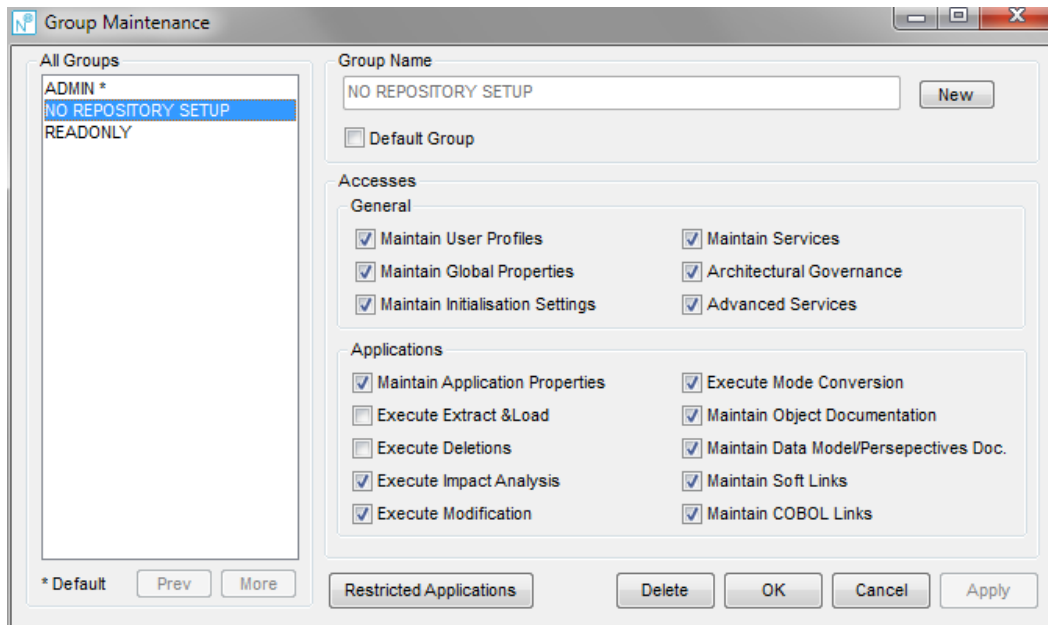 Group Maintenance
All Groups
ADMIN *
NO REPOSITORY SETUP
READONLY
* Default
Prev
More
Group Name
NO REPOSITORY SETUP
New
Default Group
Accesses
General
Maintain User Profiles
Maintain Services
Maintain Global Properties
Architectural Governance
Maintain Initialisation Settings
Advanced Services
Applications
Maintain Application Properties
Execute Mode Conversion
Execute Extract &Load
Maintain Object Documentation
Execute Deletions
Maintain Data Model/Persepectives Doc.
Execute Impact Analysis
Maintain Soft Links
Execute Modification
Maintain COBOL Links
Restricted Applications
Delete
OK
Cancel
Apply